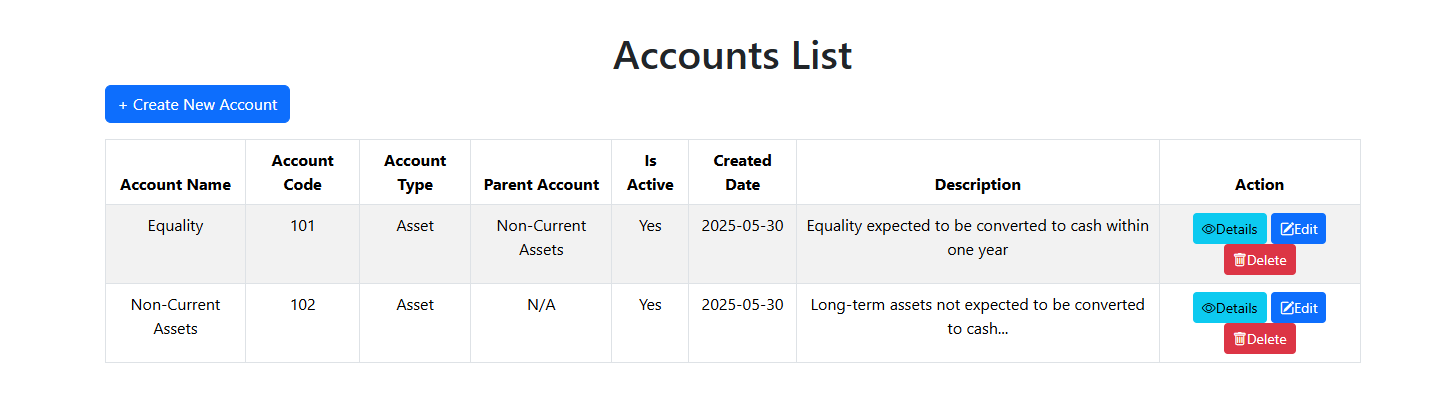 Accounts List
+ Create New Account
Account Name Account Code Account Type Parent Account Is Active Created Date Description Action
Equality 101 Asset Non-Current Assets Yes 2025-05-30 Equality expected to be converted to cash within one year Details Edit Delete
Non-Current Assets 102 Asset N/A Yes 2025-05-30 Long-term assets not expected to be converted to cash... Details Edit Delete